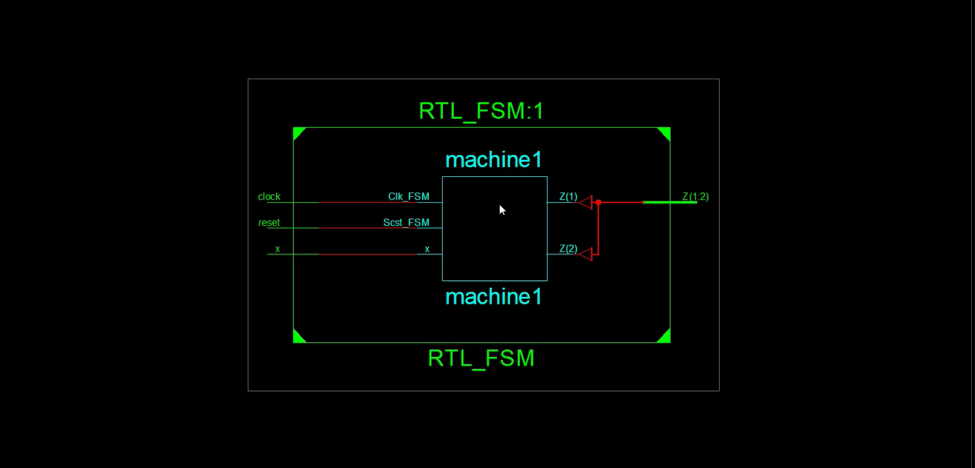 RTL_FSM:1
machine1
clock
Clk_FSM
Z(1)
Z(1:2)
reset
Scst_FSM
x
x
Z(2)
machine1
RTL_FSM